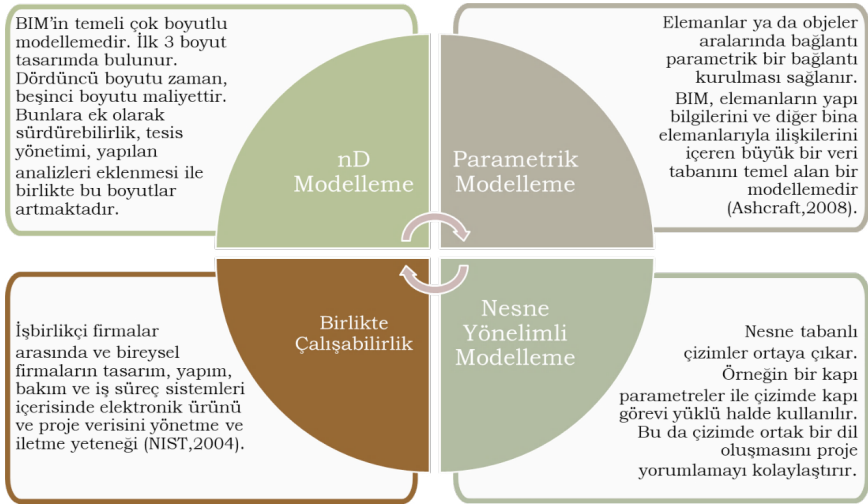 BIM'in temeli çok boyutlu
modellemedir. İlk 3 boyut
tasarımda bulunur.
Dördüncü boyutu zaman,
beşinci boyutu maliyettir.
Bunlara ek olarak
sürdürebilirlik, tesis
yönetimi, yapılan
analizleri eklenmesi ile
birlikte bu boyutlar
artmaktadır.
nD
Modelleme
Parametrik
Modelleme
Elemanlar ya da objeler
aralarında bağlantı
parametrik bir bağlantı
kurulması sağlanır.
BIM, elemanların yapı
bilgilerini ve diğer bina
elemanlarıyla ilişkilerini
içeren büyük bir veri
tabanını temel alan bir
modellemedir
(Ashcraft,2008).
İşbirlikçi firmalar
arasında ve bireysel
firmaların tasarım, yapım,
bakım ve iş süreç sistemleri
içerisinde elektronik ürünü
ve proje verisini yönetme ve
iletme yeteneği (NIST,2004).
Birlikte
Çalışabilirlik
Nesne
Yönelimli
Modelleme
Nesne tabanlı
çizimler ortaya çıkar.
Örneğin bir kapı
parametreler ile çizimde kapı
görevi yüklü halde kullanılır.
Bu da çizimde ortak bir dil
oluşmasını proje
yorumlamayı kolaylaştırır.